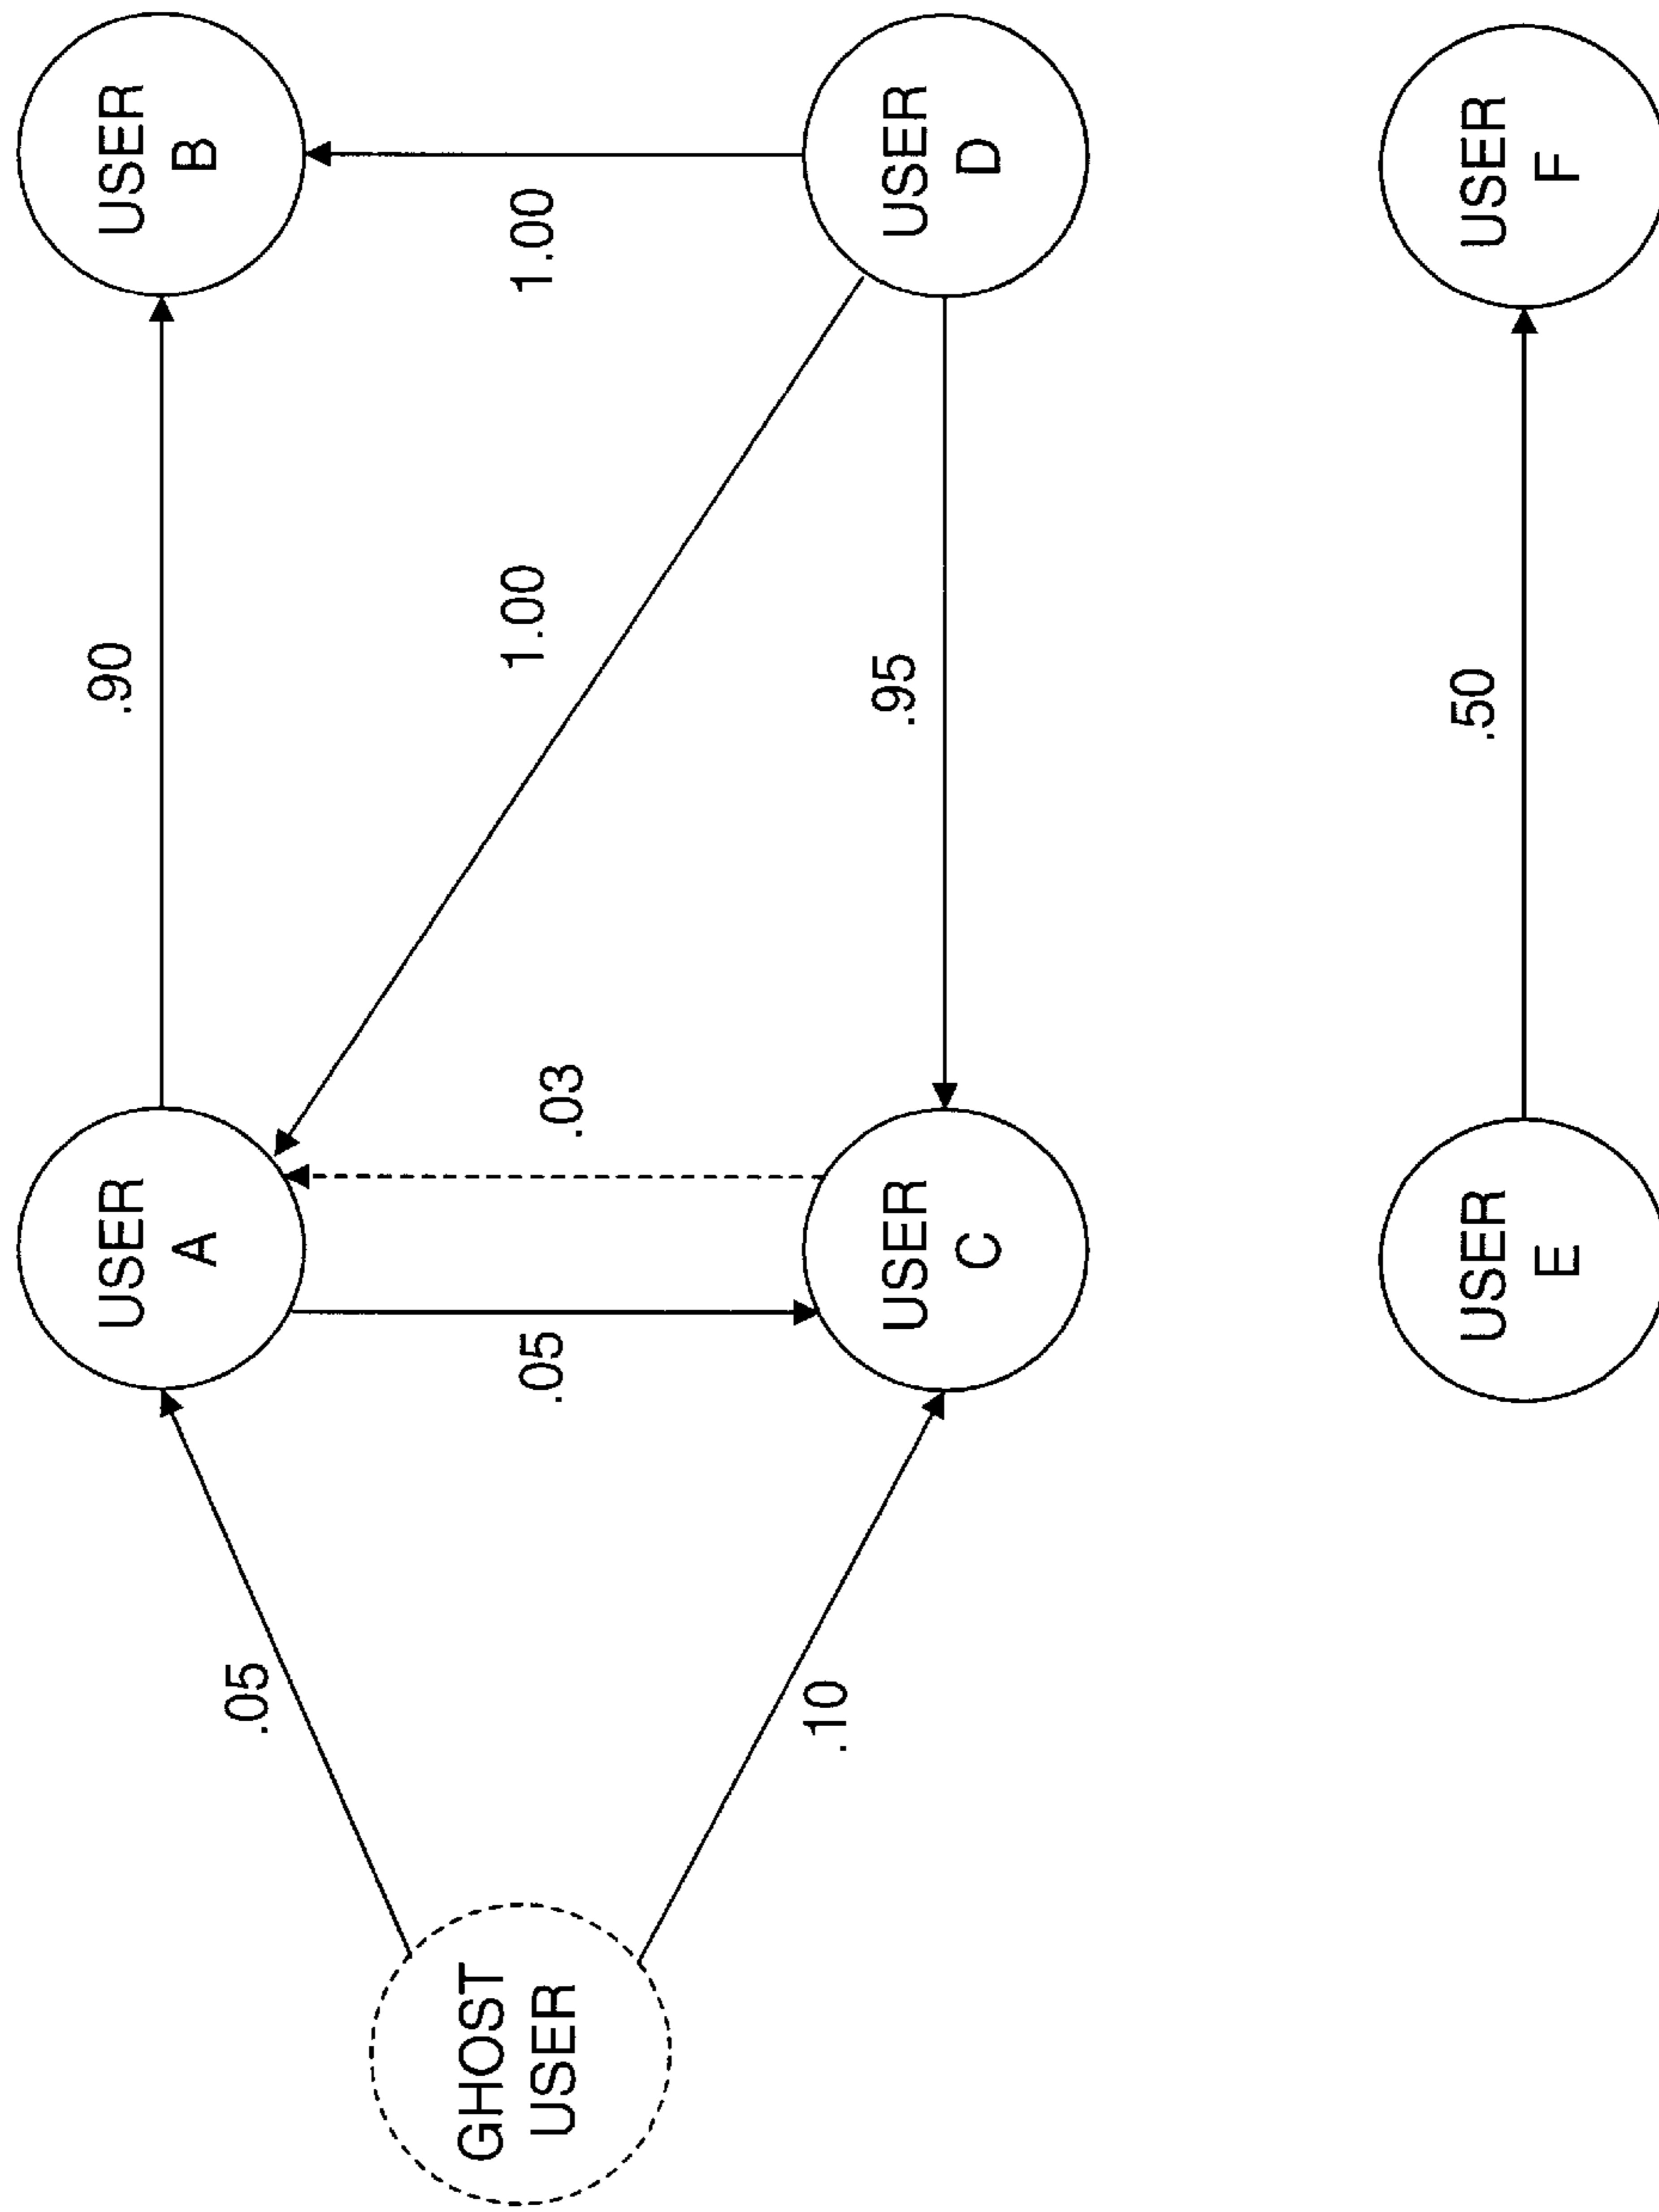 USER
A
.90
USER
B
.05
GHOST
USER
.05
.03
1.00
1.00
.10
USER
C
.95
USER
D
USER
E
.50
USER
F